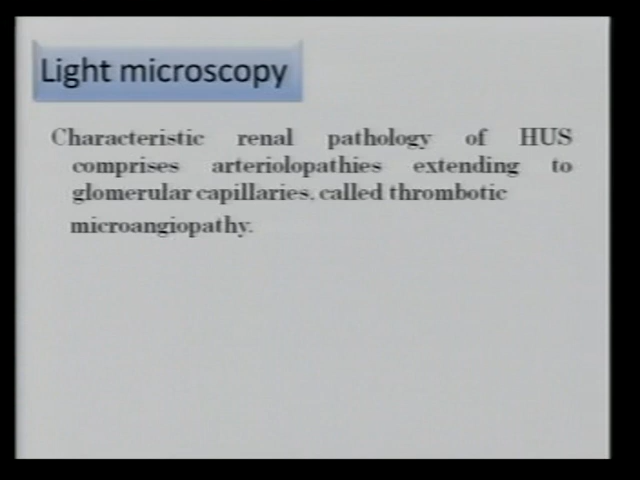 Light microscopy
Characteristic renal pathology of HUS
comprises arteriolopathies extending to
glomerular capillaries, called thrombotic
microangiopathy.